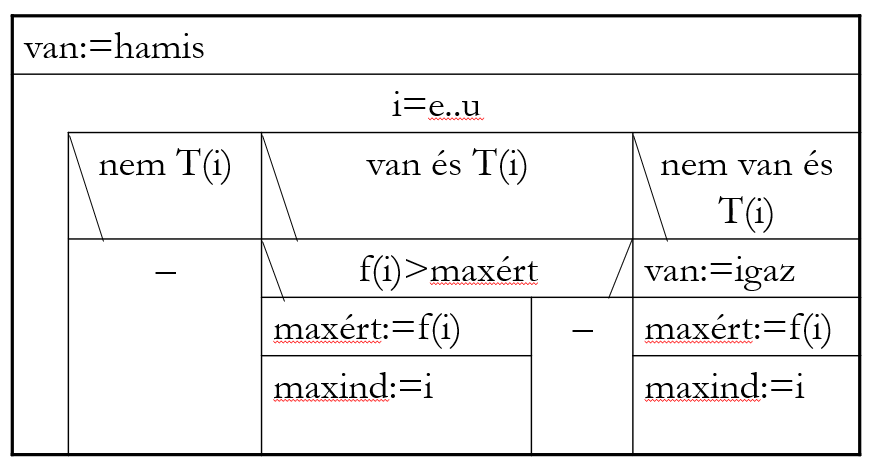 van:=hamis
i=e..u
nem T(i)
van és T(i)
nem van és
T(i)
–
f(i)>maxért
van:=igaz
maxért:=f(i)
–
maxért:=f(i)
maxind:=i
maxind:=i